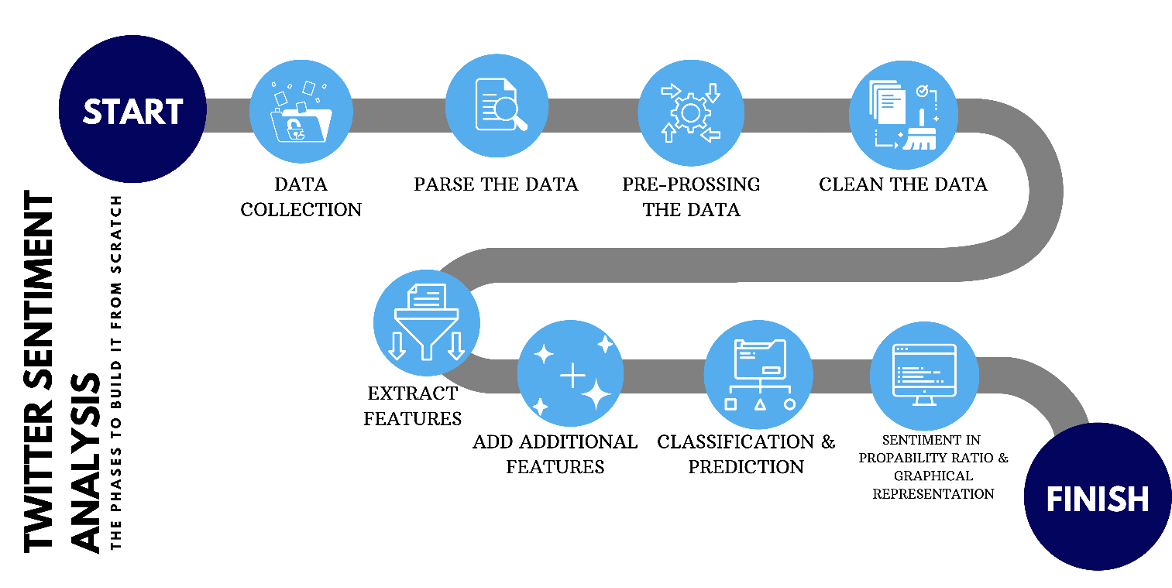 START
DATA
COLLECTION
PARSE THE DATA
PRE-PROSSING
THE DATA
CLEAN THE DATA
TWITTER SENTIMENT
ANALYSIS
THE PHASES TO BUILD IT FROM SCRATCH
EXTRACT
FEATURES
ADD ADDITIONAL
FEATURES
CLASSIFICATION &
PREDICTION
SENTIMENT IN
PROPABILITY RATIO &
GRAPHICAL
REPRESENTATION
FINISH